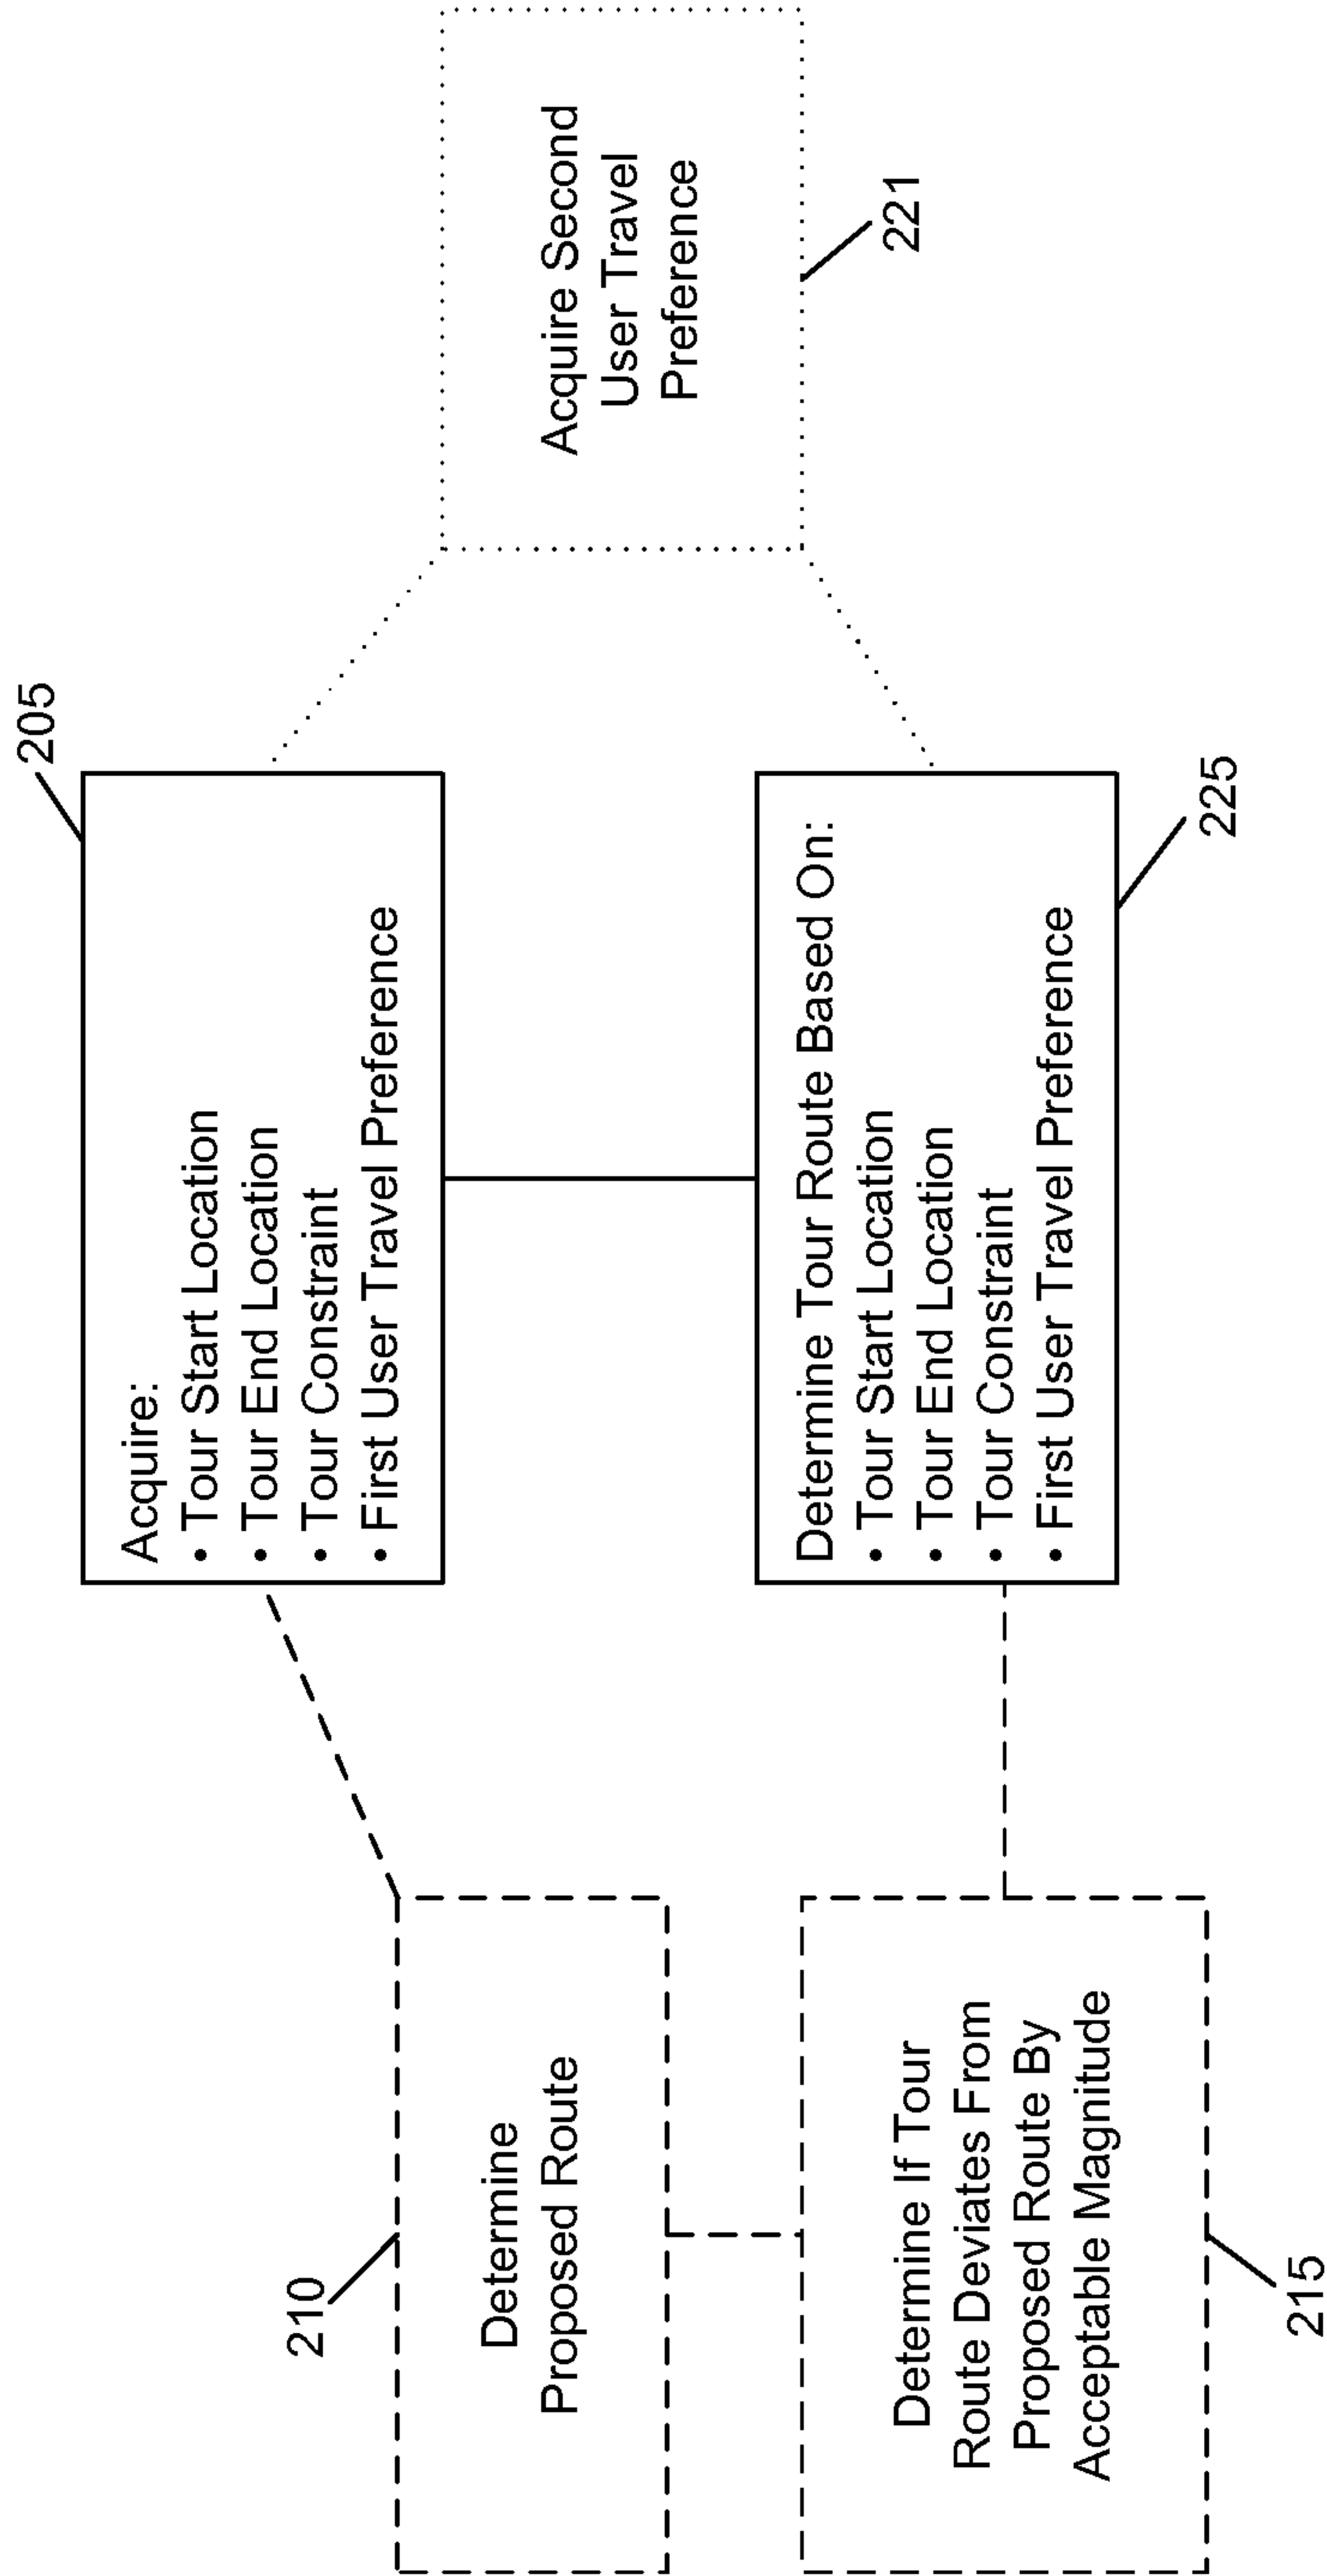 205
Acquire:
• Tour Start Location
• Tour End Location
• Tour Constraint
• First User Travel Preference
210
Determine
Proposed Route
Acquire Second
User Travel
Preference
221
Determine If Tour
Route Deviates From
Proposed Route By
Acceptable Magnitude
215
Determine Tour Route Based On:
• Tour Start Location
• Tour End Location
• Tour Constraint
• First User Travel Preference
225